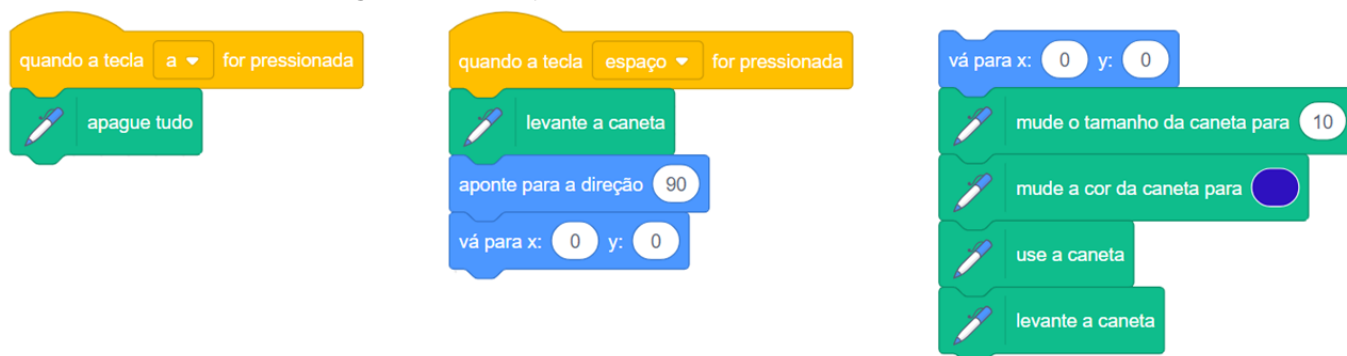 quando a tecla a for pressionada
apague tudo
quando a tecla espaço for pressionada
levante a caneta
aponte para a direção 90
vá para x: 0 y: 0
vá para x: 0 y: 0
mude o tamanho da caneta para 10
mude a cor da caneta para
use a caneta
levante a caneta